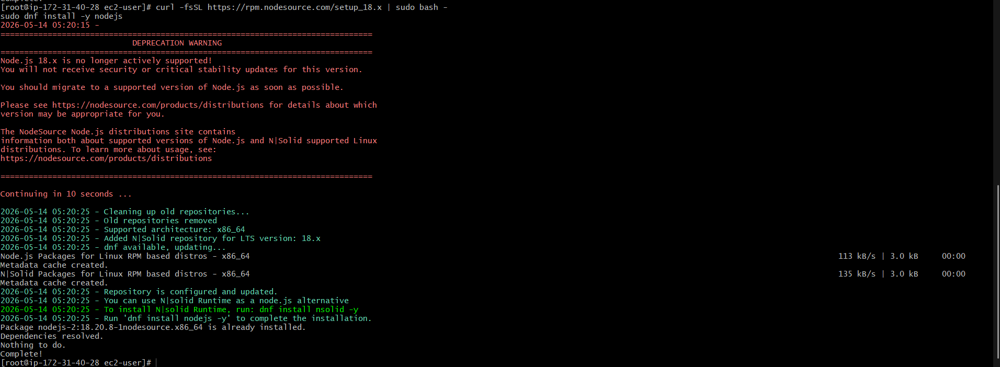 Complete!
[root@ip-172-31-40-28 ec2-user]# curl -fsSL https://rpm.nodesource.com/setup_18.x | sudo bash -
sudo dnf install -y nodejs
2026-05-14 05:20:15 -
===============================================================================
                            DEPRECATION WARNING
===============================================================================
Node.js 18.x is no longer actively supported!
You will not receive security or critical stability updates for this version.

You should migrate to a supported version of Node.js as soon as possible.

Please see https://nodesource.com/products/distributions for details about which
version may be appropriate for you.

The NodeSource Node.js distributions site contains
information both about supported versions of Node.js and N|Solid supported Linux
distributions. To learn more about usage, see:
https://nodesource.com/products/distributions

===============================================================================

Continuing in 10 seconds ...

2026-05-14 05:20:25 - Cleaning up old repositories...
2026-05-14 05:20:25 - Old repositories removed
2026-05-14 05:20:25 - Supported architecture: x86_64
2026-05-14 05:20:25 - Added N|Solid repository for LTS version: 18.x
2026-05-14 05:20:25 - dnf available, updating...
Node.js Packages for Linux RPM based distros - x86_64 113 kB/s | 3.0 kB 00:00
Metadata cache created.
N|Solid Packages for Linux RPM based distros - x86_64 135 kB/s | 3.0 kB 00:00
Metadata cache created.
2026-05-14 05:20:25 - Repository is configured and updated.
2026-05-14 05:20:25 - You can use N|solid Runtime as a node.js alternative
2026-05-14 05:20:25 - To install N|solid Runtime, run: dnf install nsolid -y
2026-05-14 05:20:25 - Run 'dnf install nodejs -y' to complete the installation.
Package nodejs-2:18.20.8-1nodesource.x86_64 is already installed.
Dependencies resolved.
Nothing to do.
Complete!
[root@ip-172-31-40-28 ec2-user]#